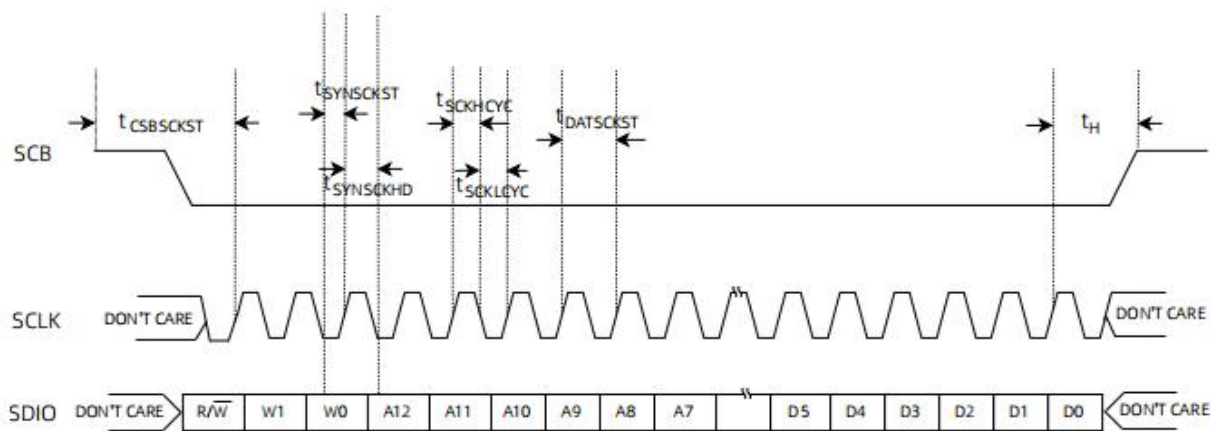 tSYNSCKST
tSCKHCYC
tDATSCKST
tCSBSCKST
tH
SCB
tSYNSCKHD
tSCKLCYC
SCLK DON'T CARE DON'T CARE
SDIO DON'T CARE R/W̅ W1 W0 A12 A11 A10 A9 A8 A7 D5 D4 D3 D2 D1 D0 DON'T CARE